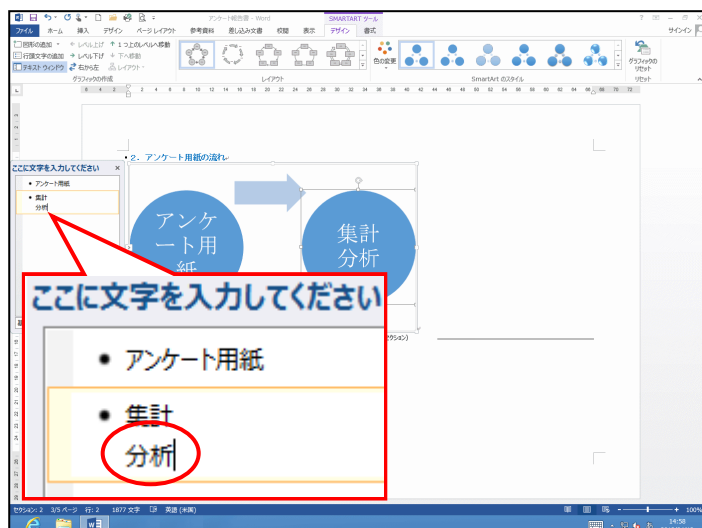 アンケート報告書 - Word
SMARTART ツール
ファイル ホーム 挿入 デザイン ページ レイアウト 参考資料 差し込み文書 校閲 表示 デザイン 書式
サインイン
図形の追加 レベル上げ 1 つ上のレベルへ移動
行頭文字の追加 レベル下げ 下へ移動
テキスト ウィンドウ 右から左 レイアウト
色の変更
グラフィックの
リセット
グラフィックの作成 レイアウト SmartArt のスタイル リセット
2．アンケート用紙の流れ
ここに文字を入力してください ×
• アンケート用紙
• 集計
分析
アンケ
ート用
紙
集計
分析
ここに文字を入力してください
• アンケート用紙
• 集計
分析
セクション: 2 3/5 ページ 行: 2 1877 文字 英語 (米国)
100%
14:58